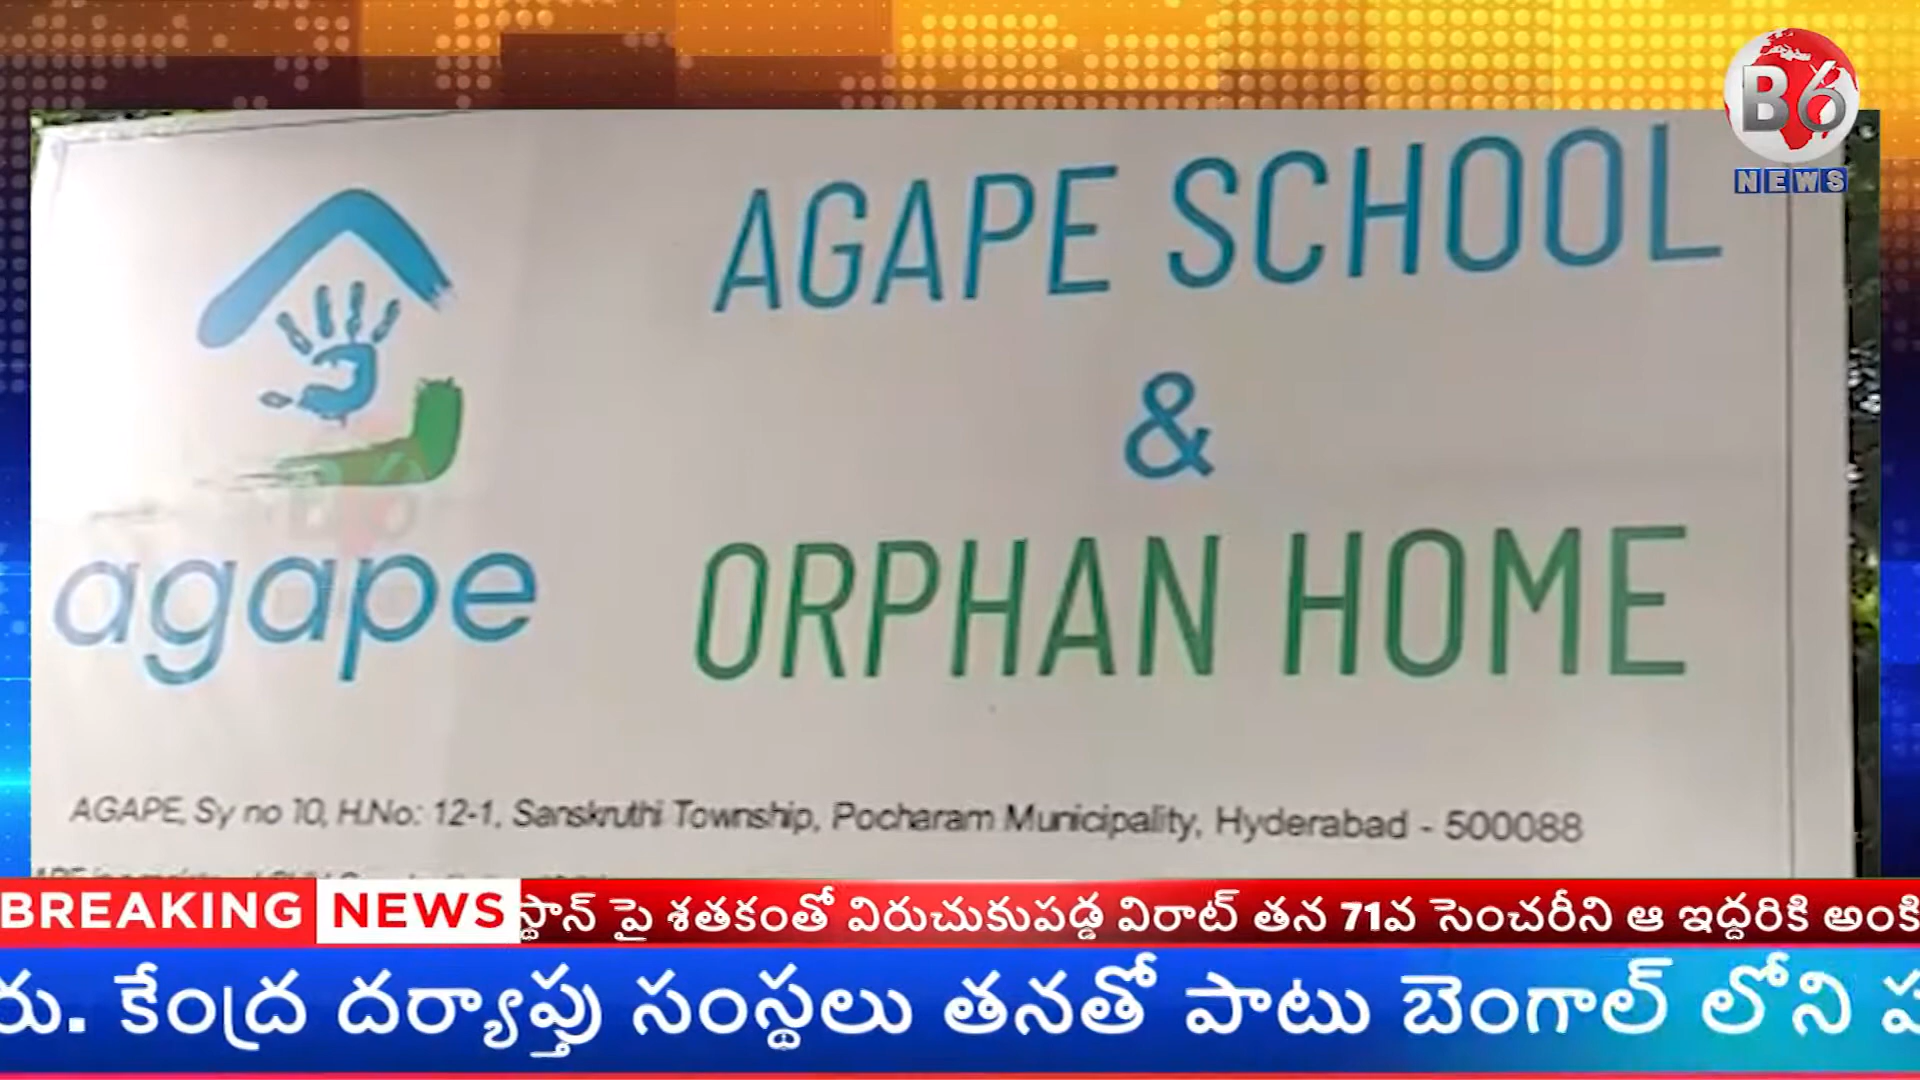 B6
NEWS
AGAPE SCHOOL
&
ORPHAN HOME
agape
AGAPE, Sy no 10, H.No: 12-1, Sanskruthi Township, Pocharam Municipality, Hyderabad - 500088
BREAKING NEWS స్థాన్ పై శతకంతో విరుచుకుపడ్డ విరాట్ తన 71వ సెంచరీని ఆ ఇద్దరికి అంకి
రు. కేంద్ర దర్యాప్తు సంస్థలు తనతో పాటు బెంగాల్ లోని